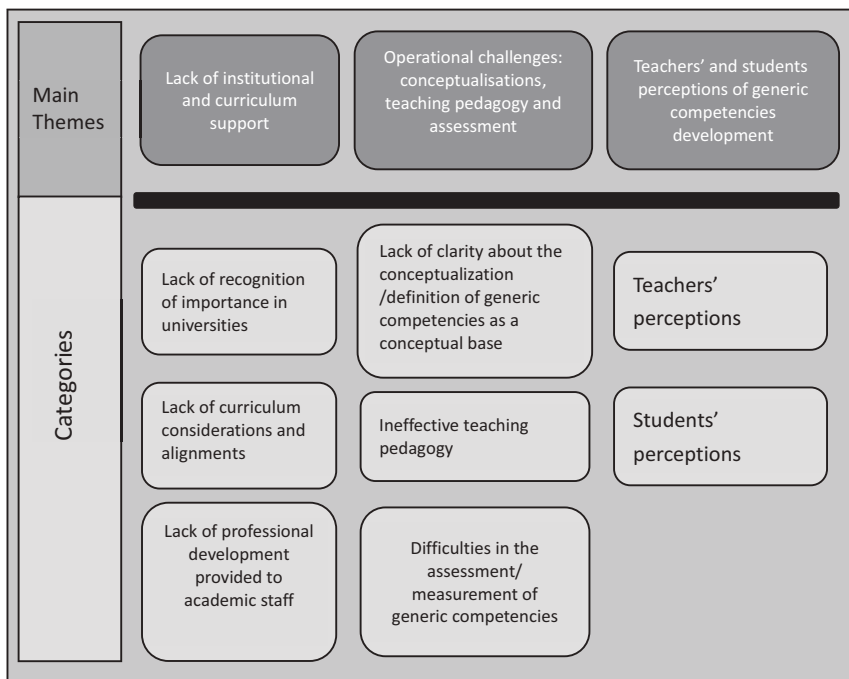 Main
Themes
Lack of institutional
and curriculum
support
Operational challenges:
conceptualisations,
teaching pedagogy and
assessment
Teachers’ and students
perceptions of generic
competencies
development
Categories
Lack of recognition
of importance in
universities
Lack of clarity about the
conceptualization
/definition of generic
competencies as a
conceptual base
Teachers’
perceptions
Lack of curriculum
considerations and
alignments
Ineffective teaching
pedagogy
Students’
perceptions
Lack of professional
development
provided to
academic staff
Difficulties in the
assessment/
measurement of
generic competencies